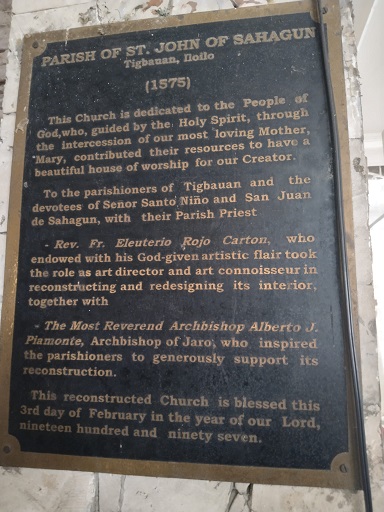 PARISH OF ST. JOHN OF SAHAGUN
Tigbauan, Iloilo
(1575)
This Church is dedicated to the People of
God,who, guided by the Holy Spirit, through
the intercession of our most loving Mother,
Mary, contributed their resources to have a
beautiful house of worship for our Creator.
To the parishioners of Tigbauan and the
devotees of Señor Santo Niño and San Juan
de Sahagun, with their Parish Priest
- Rev. Fr. Eleuterio Rojo Carton, who
endowed with his God-given artistic flair took
the role as art director and art connoisseur in
reconstructing and redesigning its interior,
together with
- The Most Reverend Archbishop Alberto J.
Piamonte, Archbishop of Jaro, who inspired
the parishioners to generously support its
reconstruction.
This reconstructed Church is blessed this
3rd day of February in the year of our Lord,
nineteen hundred and ninety seven.